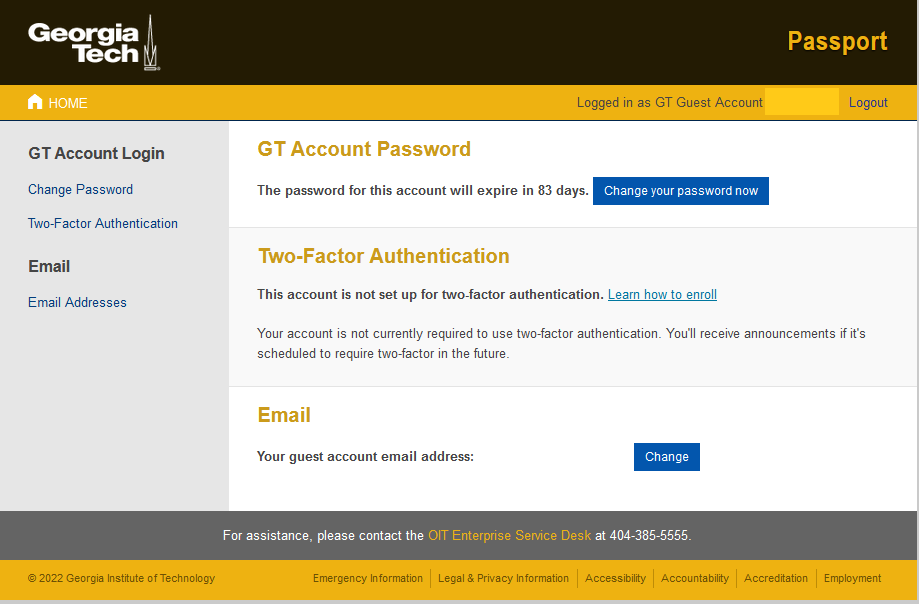 Georgia
Tech
Passport
HOME
Logged in as GT Guest Account
Logout
GT Account Login
Change Password
Two-Factor Authentication
Email
Email Addresses
GT Account Password
The password for this account will expire in 83 days. Change your password now
Two-Factor Authentication
This account is not set up for two-factor authentication. Learn how to enroll
Your account is not currently required to use two-factor authentication. You'll receive announcements if it's
scheduled to require two-factor in the future.
Email
Your guest account email address: Change
For assistance, please contact the OIT Enterprise Service Desk at 404-385-5555.
© 2022 Georgia Institute of Technology
Emergency Information | Legal & Privacy Information | Accessibility | Accountability | Accreditation | Employment